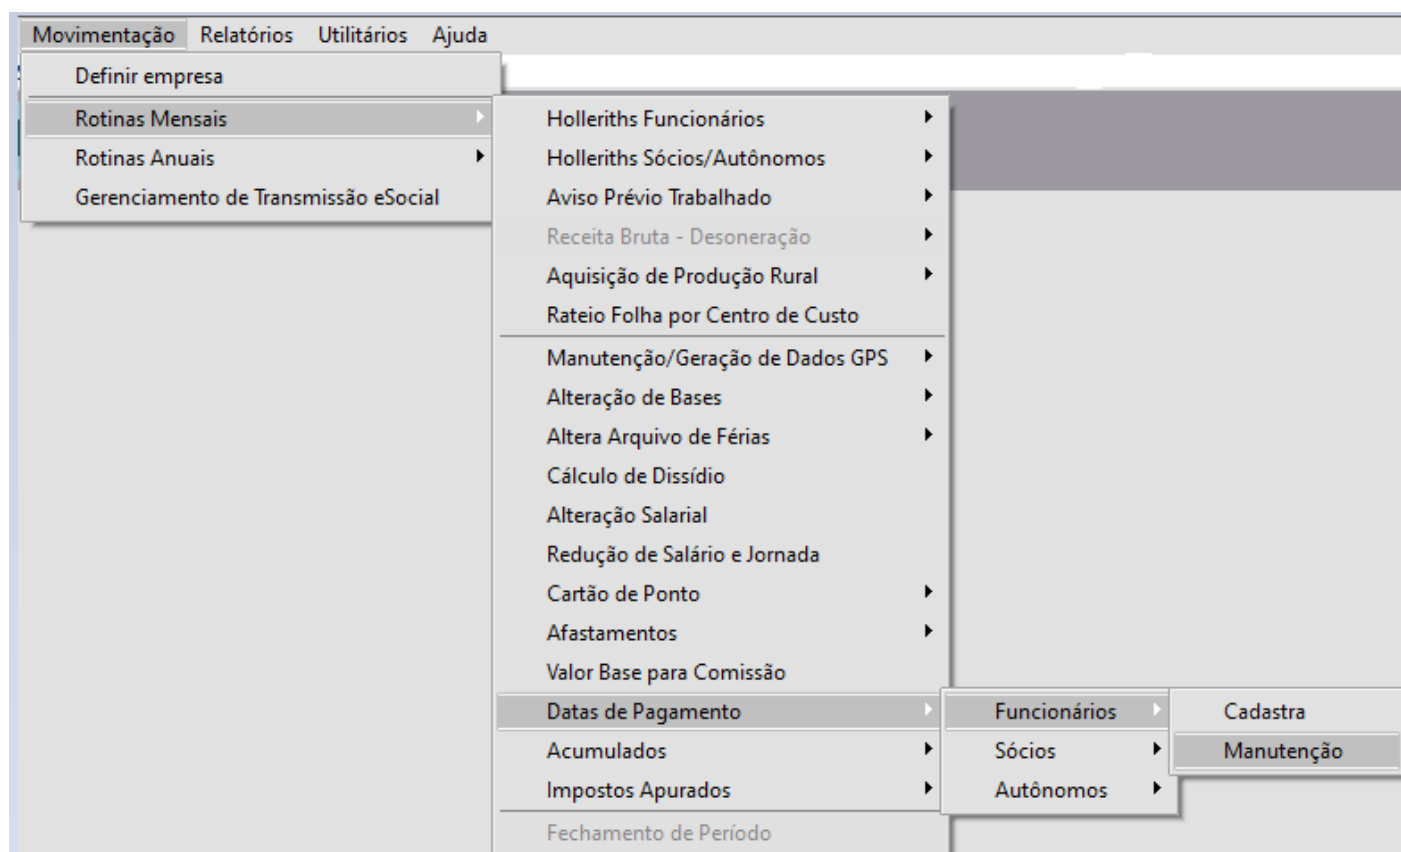 Movimentação Relatórios Utilitários Ajuda
Definir empresa
Rotinas Mensais
Rotinas Anuais
Gerenciamento de Transmissão eSocial
Holleriths Funcionários
Holleriths Sócios/Autônomos
Aviso Prévio Trabalhado
Receita Bruta - Desoneração
Aquisição de Produção Rural
Rateio Folha por Centro de Custo
Manutenção/Geração de Dados GPS
Alteração de Bases
Altera Arquivo de Férias
Cálculo de Dissídio
Alteração Salarial
Redução de Salário e Jornada
Cartão de Ponto
Afastamentos
Valor Base para Comissão
Datas de Pagamento
Acumulados
Impostos Apurados
Fechamento de Período
Funcionários
Sócios
Autônomos
Cadastra
Manutenção